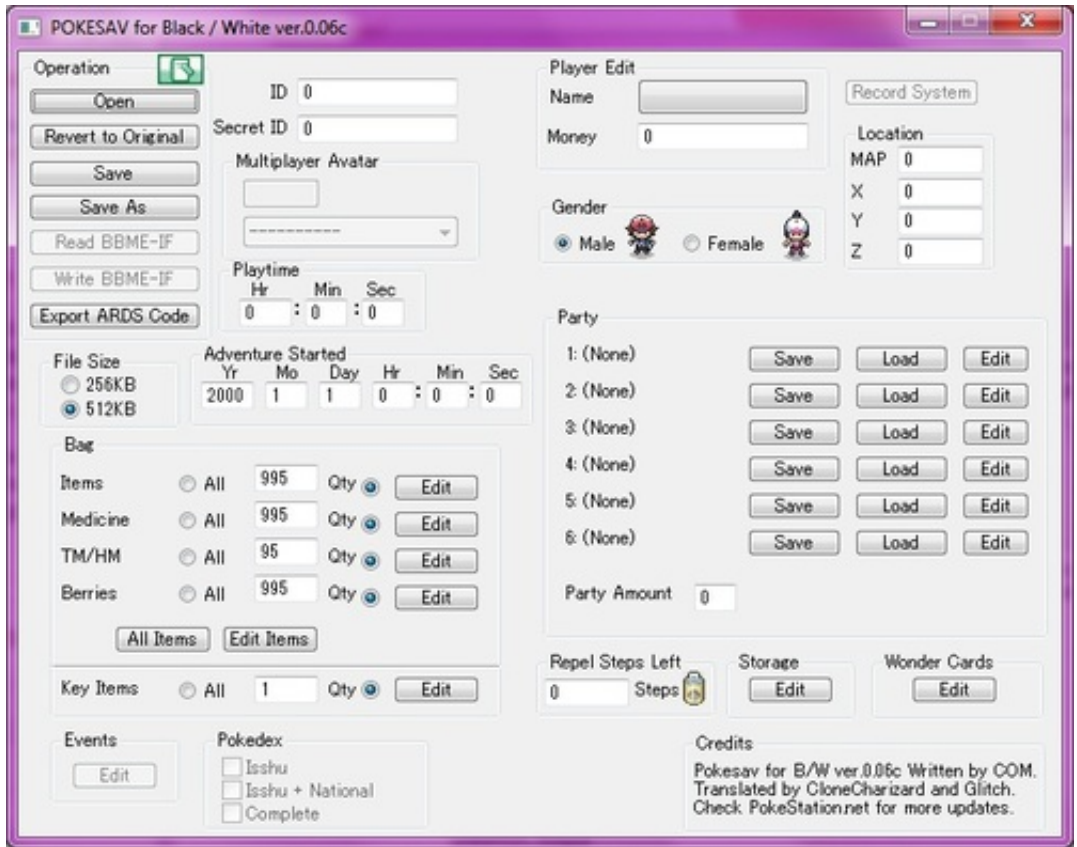 POKESAV for Black / White ver.0.06c
Operation
Open
Revert to Original
Save
Save As
Read BBME-IF
Write BBME-IF
Export ARDS Code
ID 0
Secret ID 0
Multiplayer Avatar
----------
Playtime
Hr Min Sec
0 : 0 : 0
Player Edit
Name
Money 0
Gender
Male Female
Record System
Location
MAP 0
X 0
Y 0
Z 0
File Size
256KB
512KB
Adventure Started
Yr Mo Day Hr Min Sec
2000 1 1 0 : 0 : 0
Bag
Items All 995 Qty Edit
Medicine All 995 Qty Edit
TM/HM All 95 Qty Edit
Berries All 995 Qty Edit
All Items Edit Items
Key Items All 1 Qty Edit
Party
1: (None) Save Load Edit
2: (None) Save Load Edit
3: (None) Save Load Edit
4: (None) Save Load Edit
5: (None) Save Load Edit
6: (None) Save Load Edit
Party Amount 0
Repel Steps Left
0 Steps
Storage
Edit
Wonder Cards
Edit
Events
Edit
Pokedex
Isshu
Isshu + National
Complete
Credits
Pokesav for B/W ver.0.06c Written by COM.
Translated by CloneCharizard and Glitch.
Check PokeStation.net for more updates.